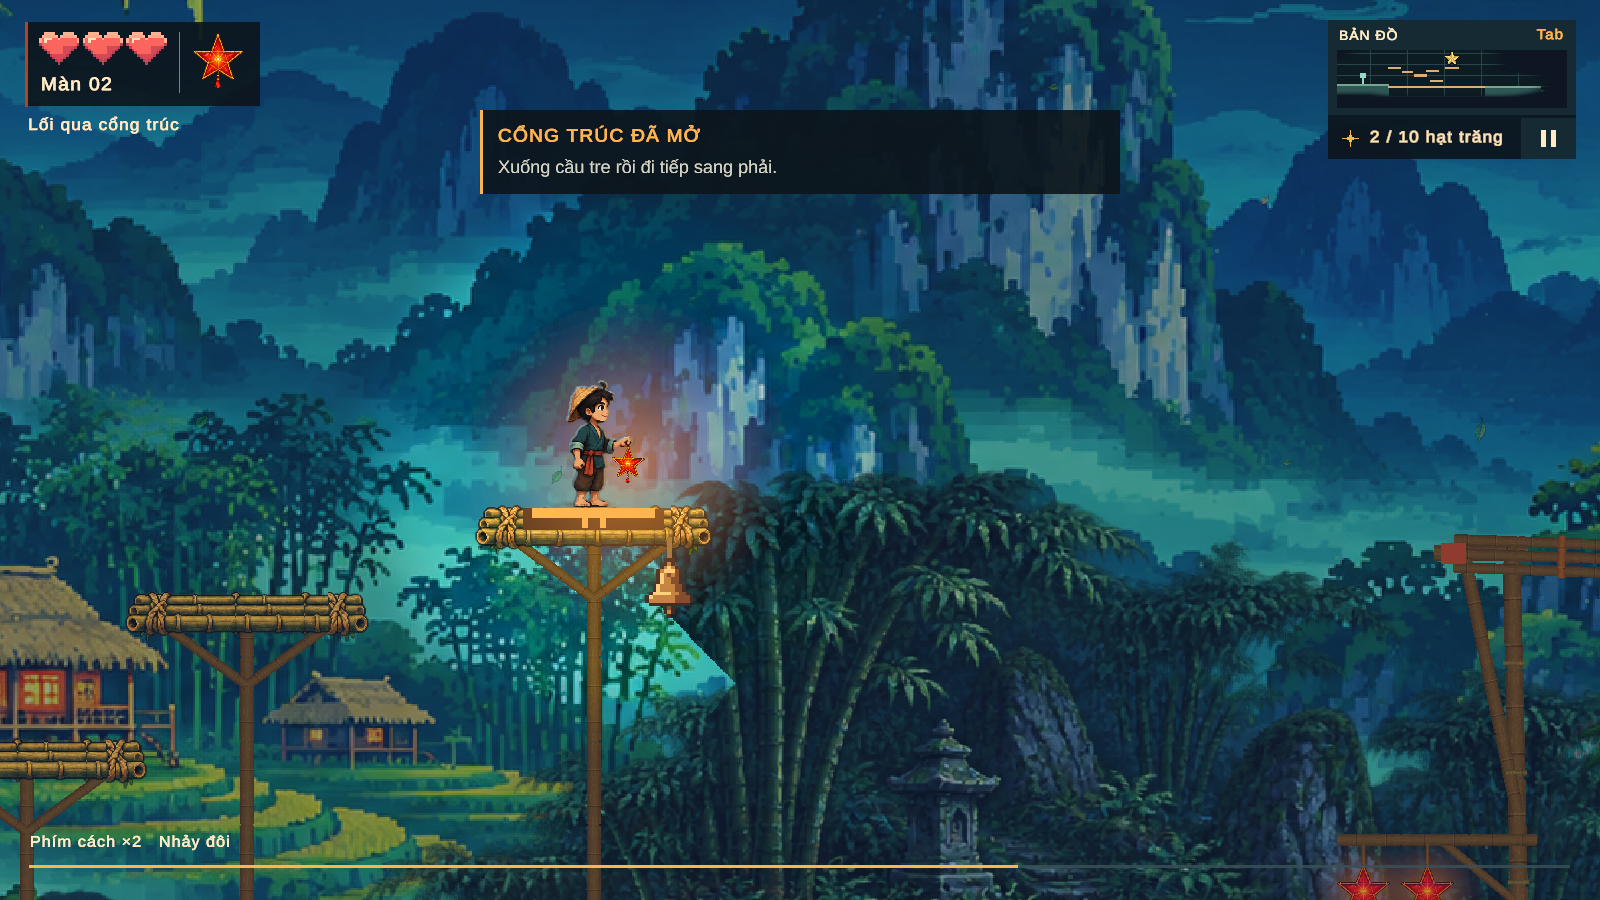 Màn 02
Lối qua cổng trúc
CỔNG TRÚC ĐÃ MỞ
Xuống cầu tre rồi đi tiếp sang phải.
BẢN ĐỒ Tab
2 / 10 hạt trăng
Phím cách ×2 Nhảy đôi